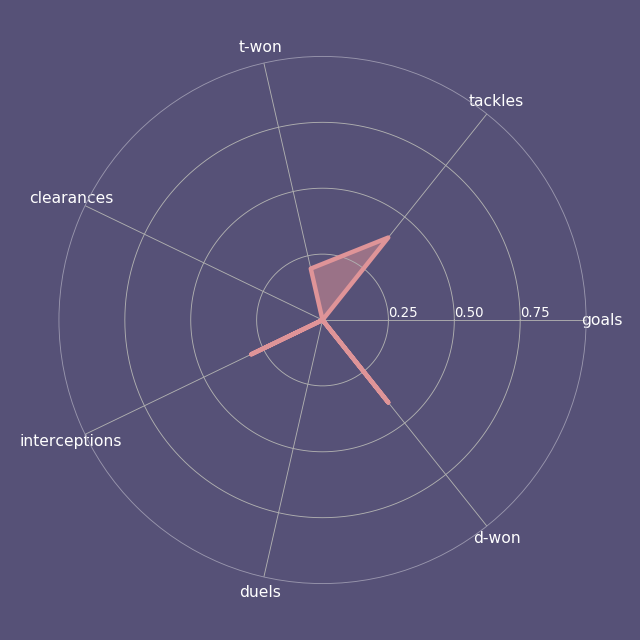 t-won
tackles
clearances
0.25 0.50 0.75
goals
interceptions
d-won
duels